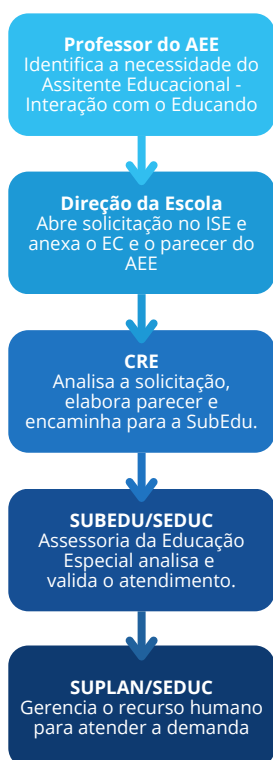 Professor do AEE
Identifica a necessidade do
Assitente Educacional -
Interação com o Educando
Direção da Escola
Abre solicitação no ISE e
anexa o EC e o parecer do
AEE
CRE
Analisa a solicitação,
elabora parecer e
encaminha para a SubEdu.
SUBEDU/SEDUC
Assessoria da Educação
Especial analisa e
valida o atendimento.
SUPLAN/SEDUC
Gerencia o recurso humano
para atender a demanda